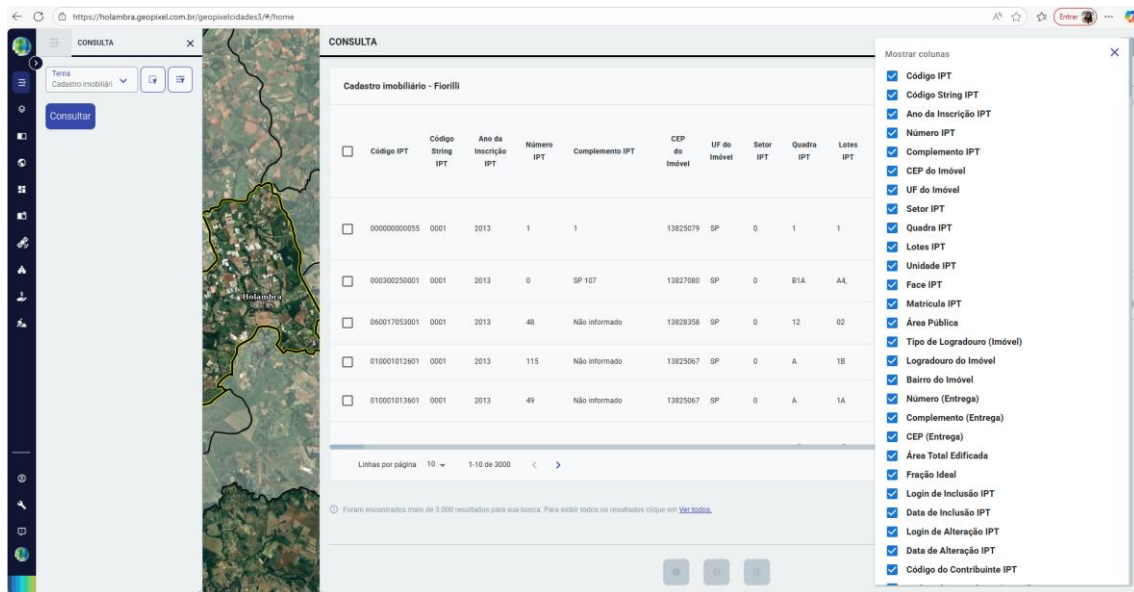 https://holambra.geopixel.com.br/geopixelcidades3/#/home
Entrar
CONSULTA
Tema
Cadastro imobiliári
Consultar
Holambra
CONSULTA
Cadastro imobiliário - Fiorilli
Código IPT Código String IPT Ano da Inscrição IPT Número IPT Complemento IPT CEP do Imóvel UF do Imóvel Setor IPT Quadra IPT Lotes IPT
000000000055 0001 2013 1 1 13825079 SP 0 1 1
000300250001 0001 2013 0 SP 107 13827080 SP 0 B1A A4,
060017053001 0001 2013 48 Não informado 13828358 SP 0 12 02
010001012601 0001 2013 115 Não informado 13825067 SP 0 A 1B
010001013601 0001 2013 49 Não informado 13825067 SP 0 A 1A
Linhas por página 10 1-10 de 3000
Foram encontrados mais de 3.000 resultados para sua busca. Para exibir todos os resultados clique em Ver todos.
Mostrar colunas
Código IPT
Código String IPT
Ano da Inscrição IPT
Número IPT
Complemento IPT
CEP do Imóvel
UF do Imóvel
Setor IPT
Quadra IPT
Lotes IPT
Unidade IPT
Face IPT
Matrícula IPT
Área Pública
Tipo de Logradouro (Imóvel)
Logradouro do Imóvel
Bairro do Imóvel
Número (Entrega)
Complemento (Entrega)
CEP (Entrega)
Área Total Edificada
Fração Ideal
Login de Inclusão IPT
Data de Inclusão IPT
Login de Alteração IPT
Data de Alteração IPT
Código do Contribuinte IPT